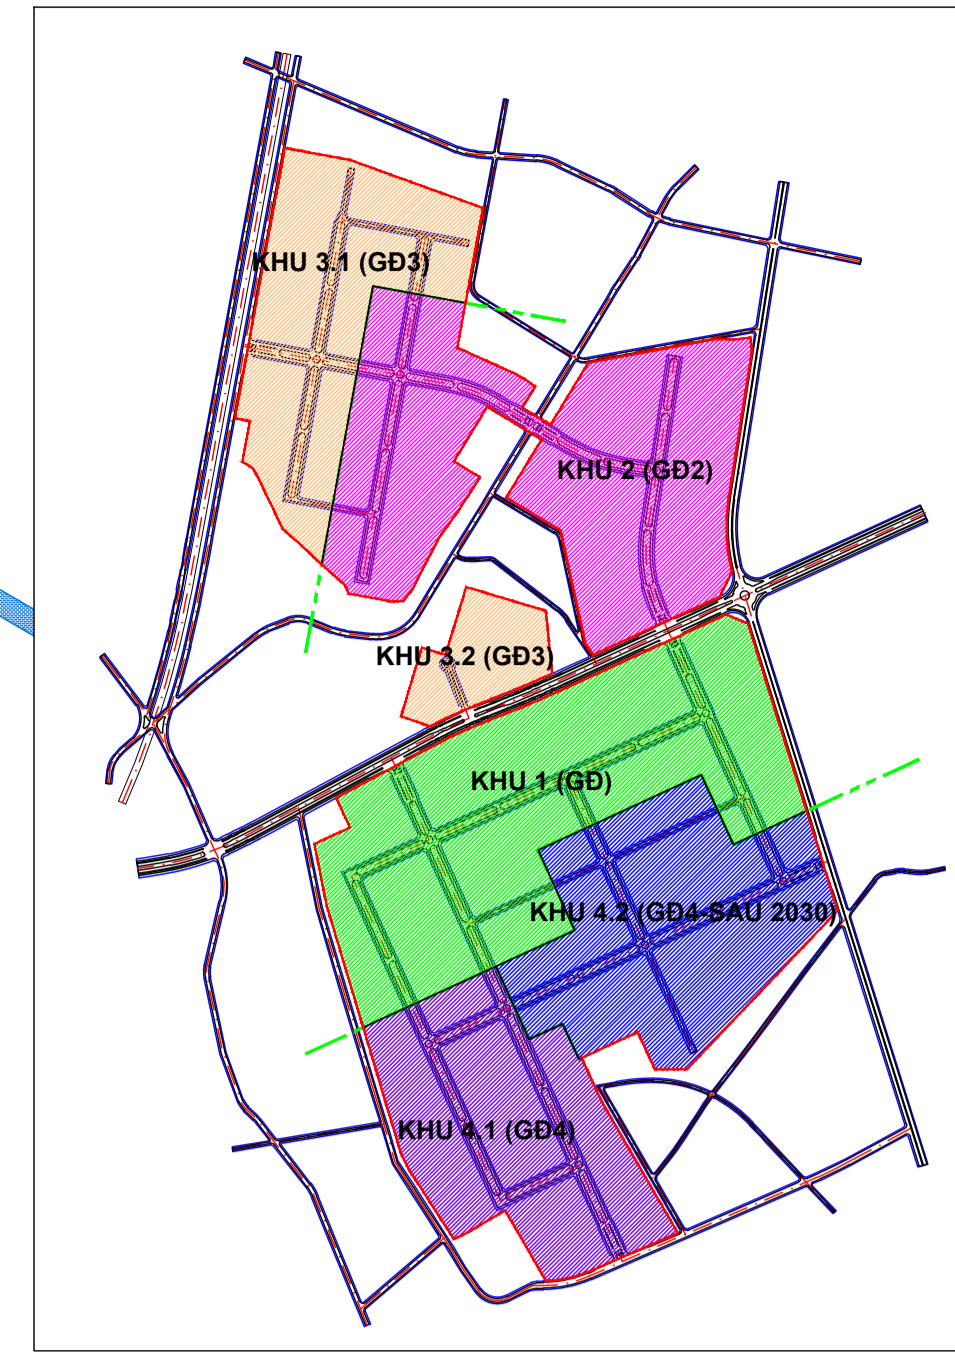 KHU 3.1 (GĐ3)
KHU 2 (GĐ2)
KHU 3.2 (GĐ3)
KHU 1 (GĐ)
KHU 4.2 (GĐ4-SAU 2030)
KHU 4.1 (GĐ4)